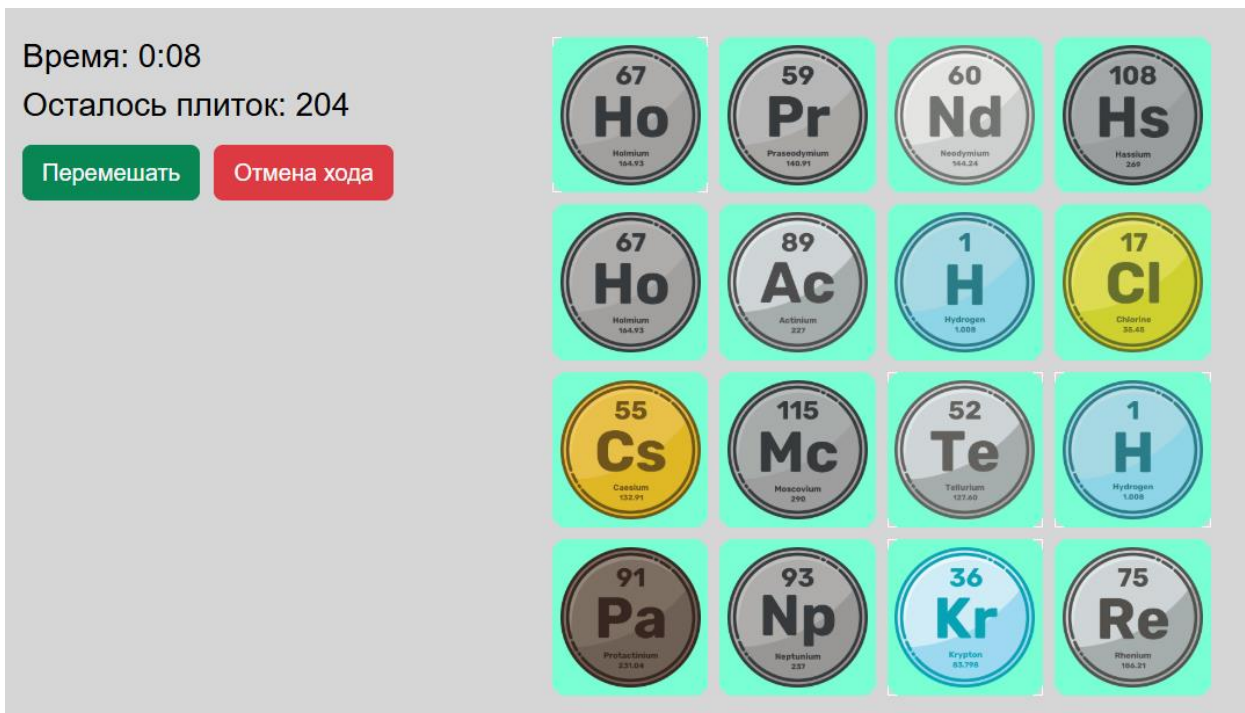 Время: 0:08
Осталось плиток: 204
Перемешать
Отмена хода
67
Ho
Holmium
164.93
59
Pr
Praseodymium
140.91
60
Nd
Neodymium
144.24
108
Hs
Hassium
269
67
Ho
Holmium
164.93
89
Ac
Actinium
227
1
H
Hydrogen
1.008
17
Cl
Chlorine
35.45
55
Cs
Caesium
132.91
115
Mc
Moscovium
290
52
Te
Tellurium
127.60
1
H
Hydrogen
1.008
91
Pa
Protactinium
231.04
93
Np
Neptunium
237
36
Kr
Krypton
83.798
75
Re
Rhenium
186.21